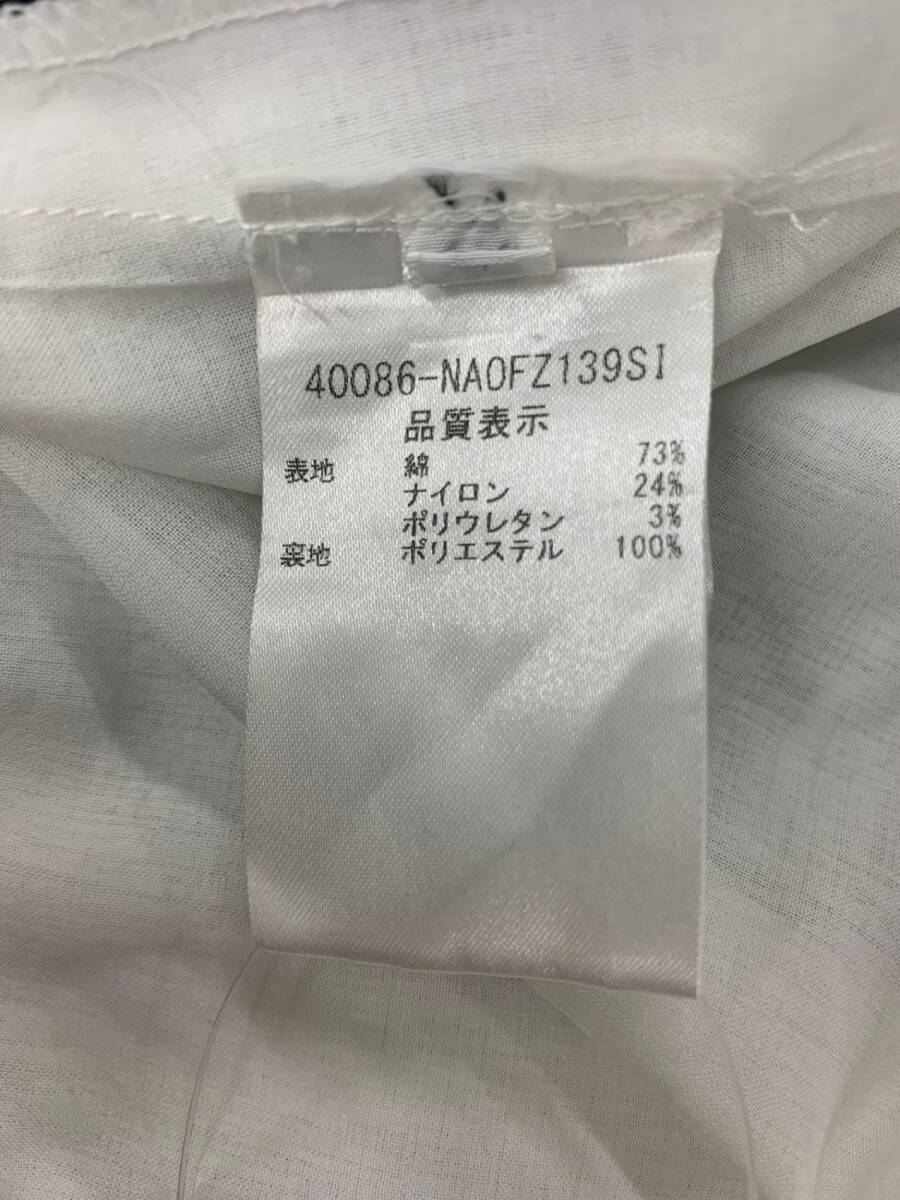 40086-NA0FZ139SI
品質表示
表地 綿 73%
ナイロン 24%
ポリウレタン 3%
裏地 ポリエステル 100%